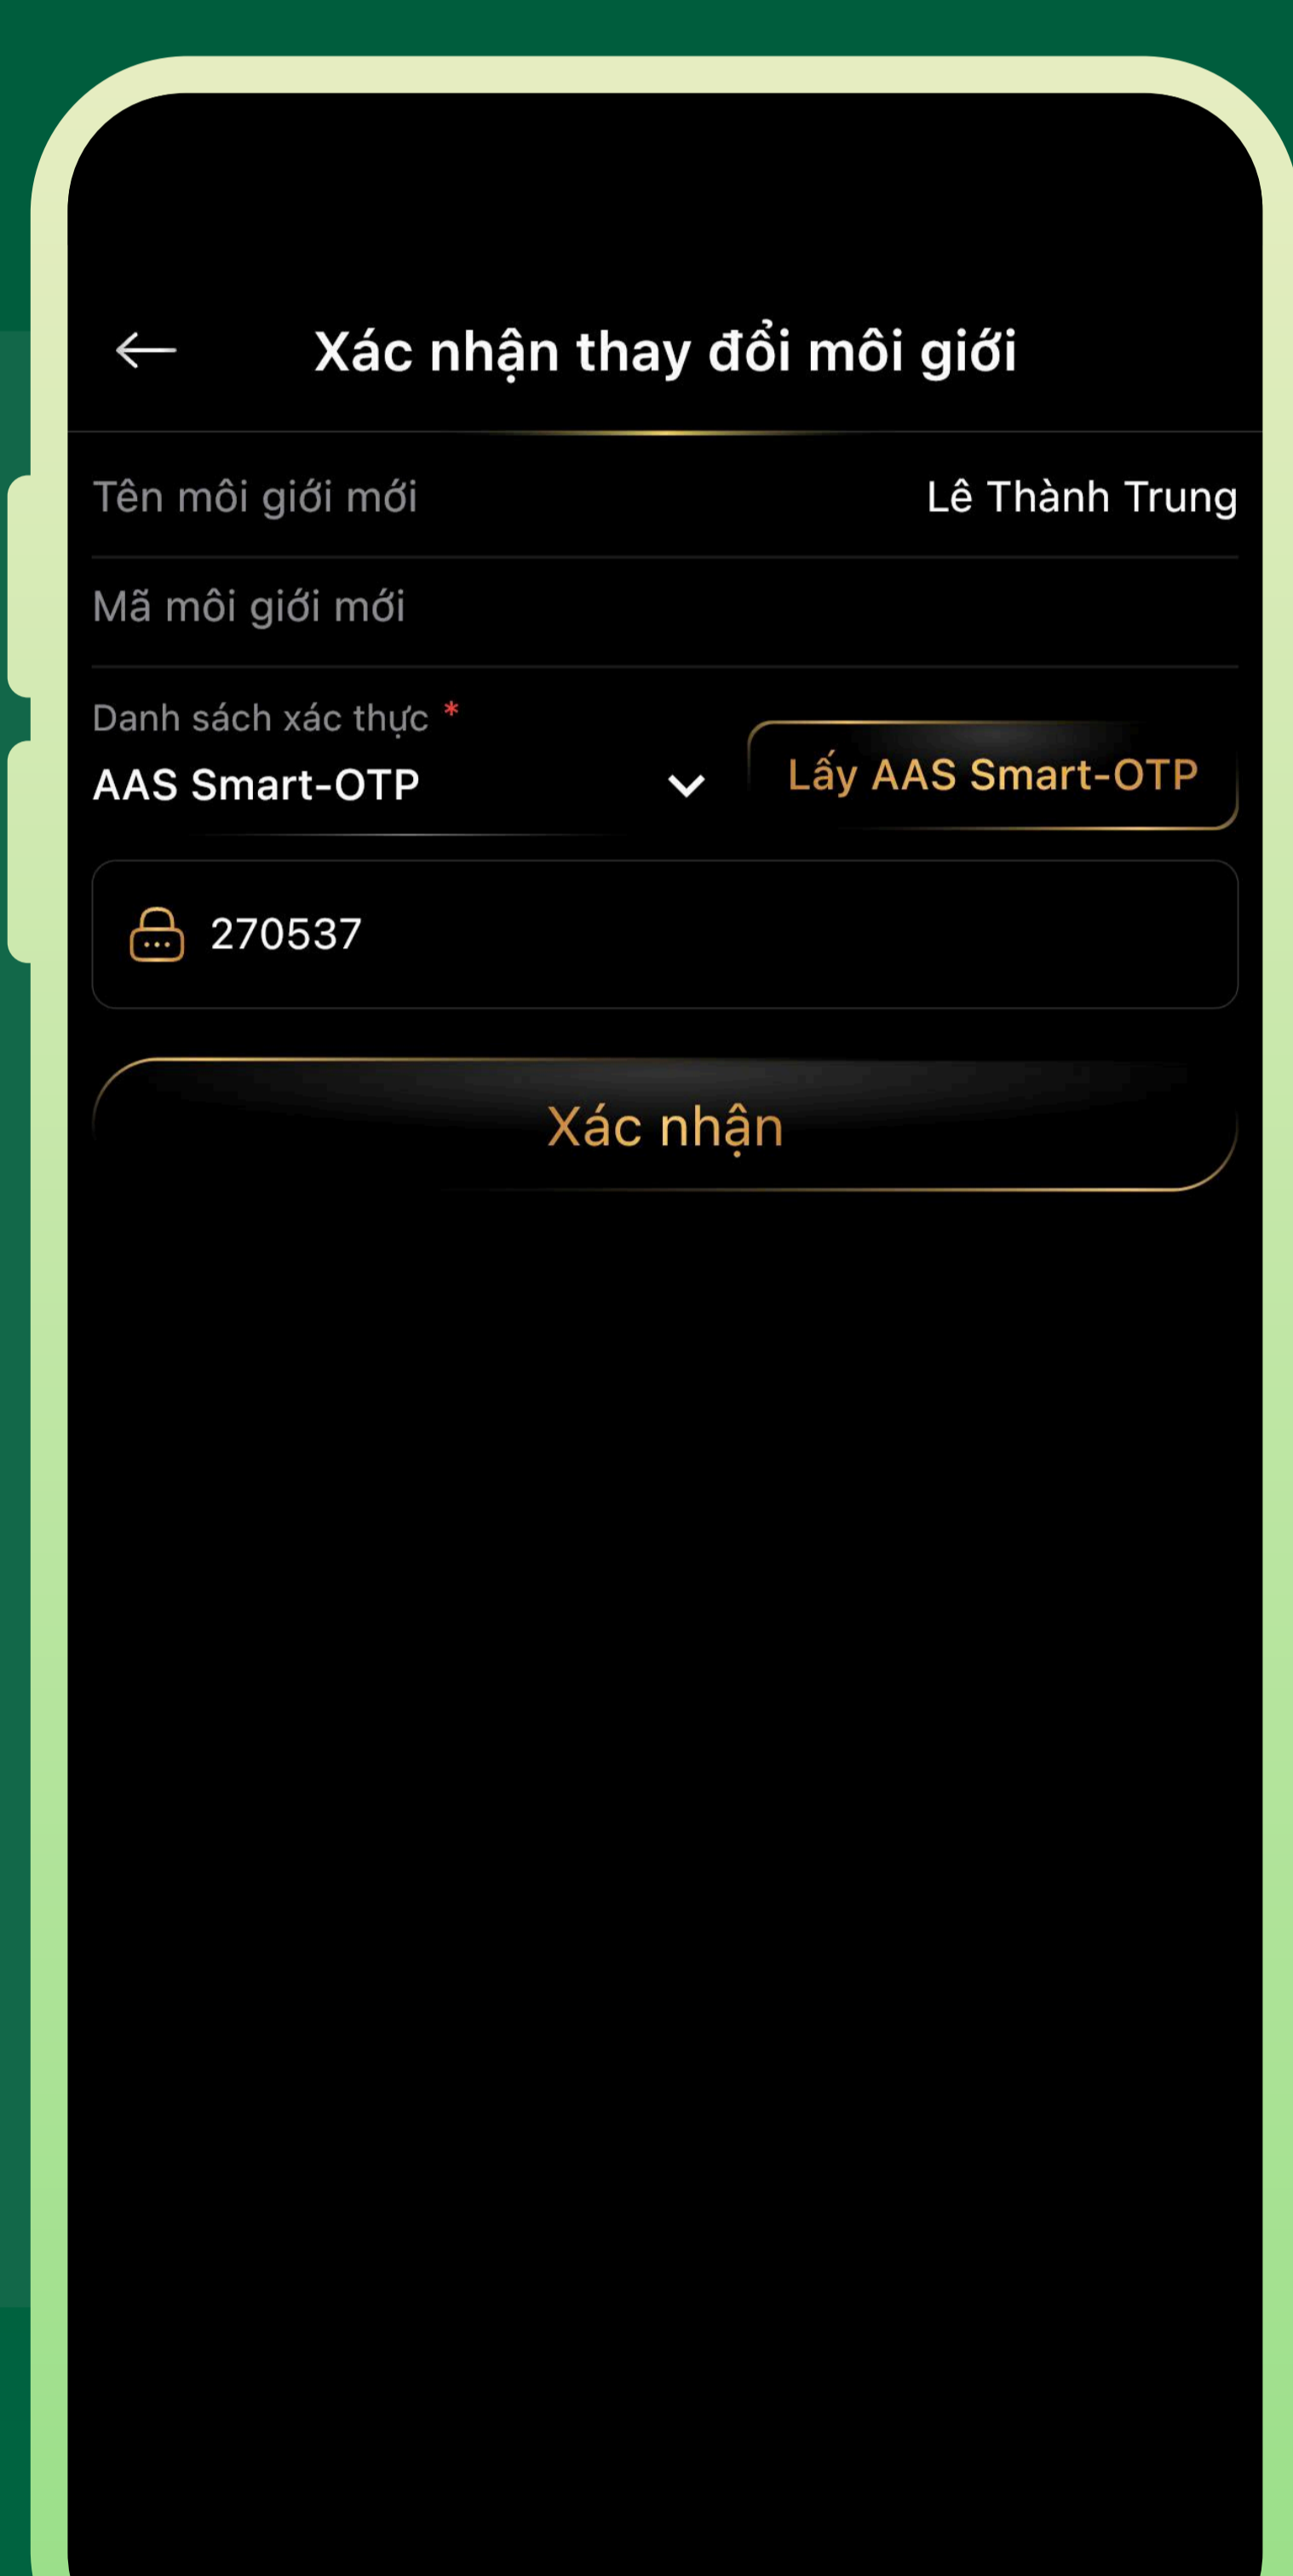 Xác nhận thay đổi môi giới
Tên môi giới mới Lê Thành Trung
Mã môi giới mới
Danh sách xác thực *
AAS Smart-OTP
Lấy AAS Smart-OTP
270537
Xác nhận